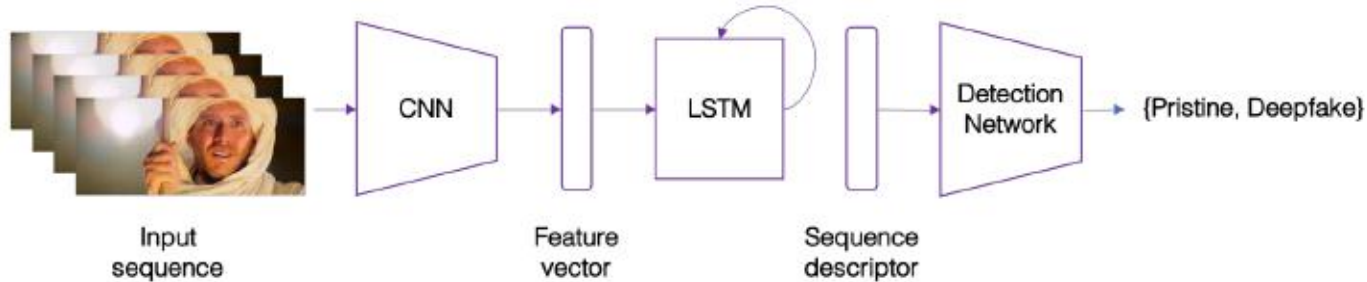 CNN
LSTM
Detection
Network
{Pristine, Deepfake}
Input
sequence
Feature
vector
Sequence
descriptor